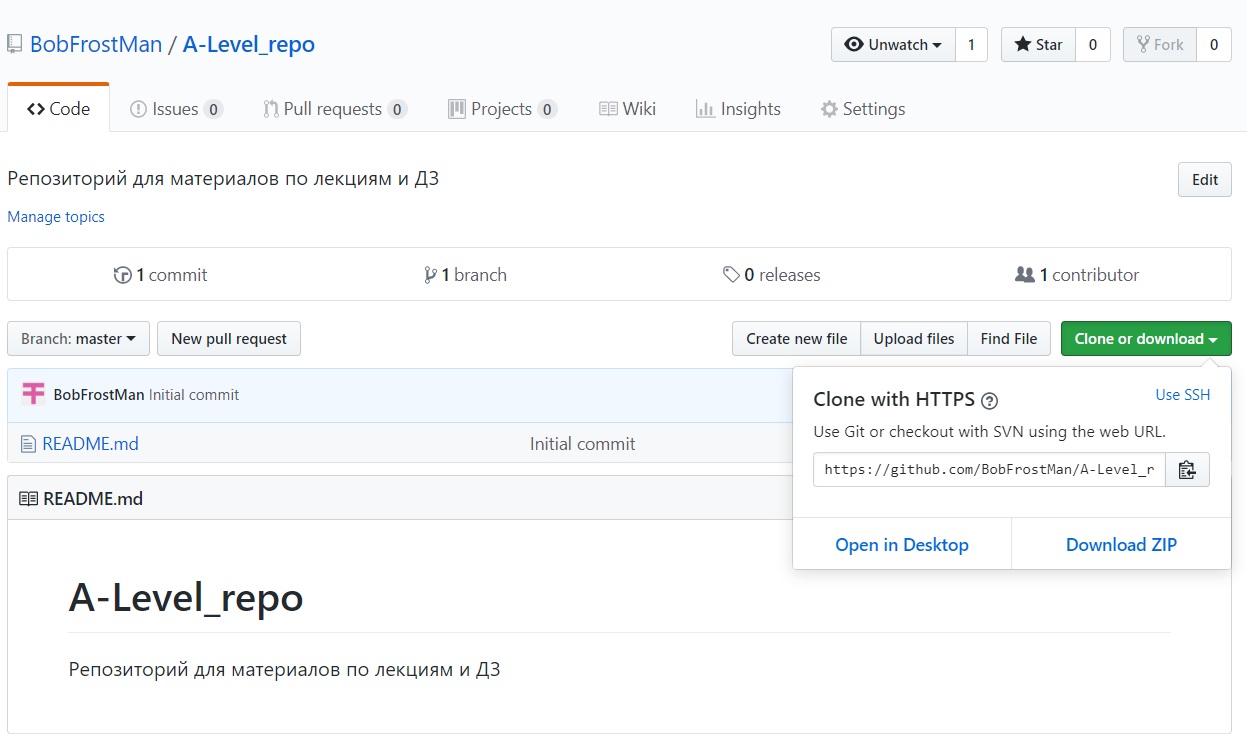 BobFrostMan / A-Level_repo
Unwatch 1 Star 0 Fork 0
Code Issues 0 Pull requests 0 Projects 0 Wiki Insights Settings
Репозиторий для материалов по лекциям и ДЗ
Edit
Manage topics
1 commit 1 branch 0 releases 1 contributor
Branch: master New pull request Create new file Upload files Find File Clone or download
BobFrostMan Initial commit
README.md Initial commit
Clone with HTTPS ?
Use SSH
Use Git or checkout with SVN using the web URL.
https://github.com/BobFrostMan/A-Level_r
Open in Desktop Download ZIP
README.md
A-Level_repo
Репозиторий для материалов по лекциям и ДЗ